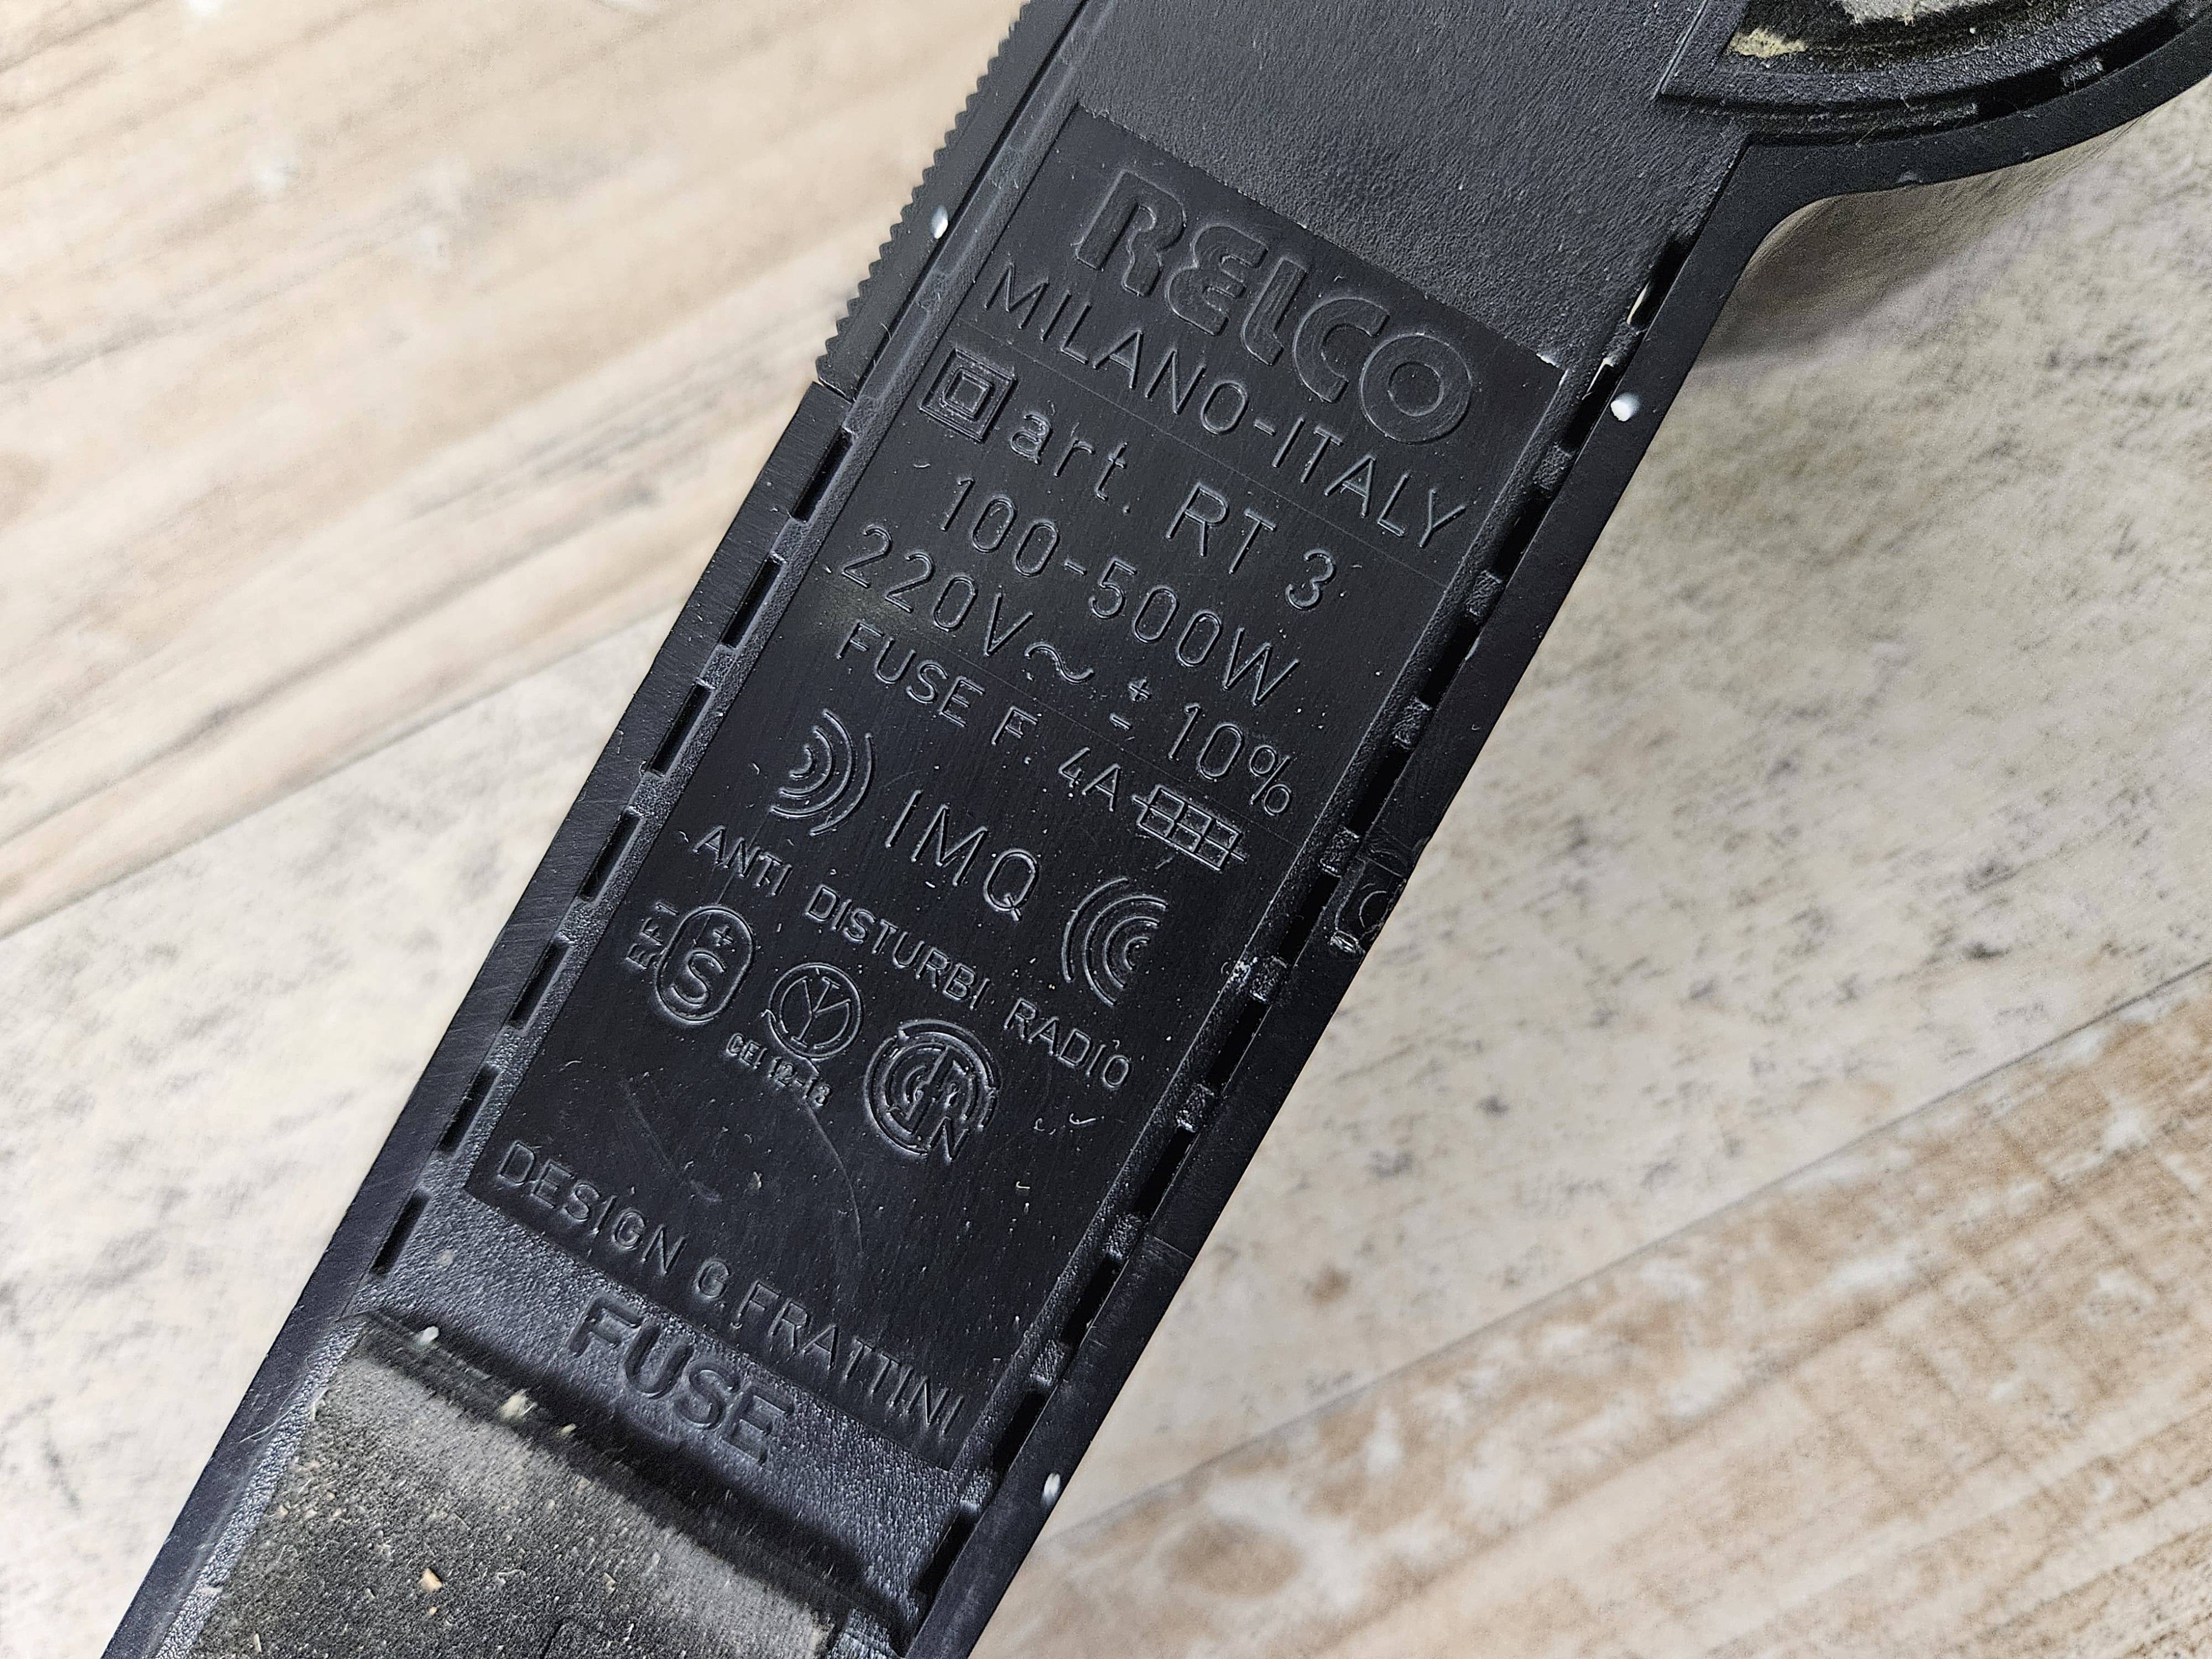 RELCO
MILANO-ITALY
art. RT 3
100-500W
220V~ ± 10%
FUSE F. 4A
IMQ
ANTI DISTURBI RADIO
+
S
CEI 12-13
DESIGN G. FRATTINI
FUSE